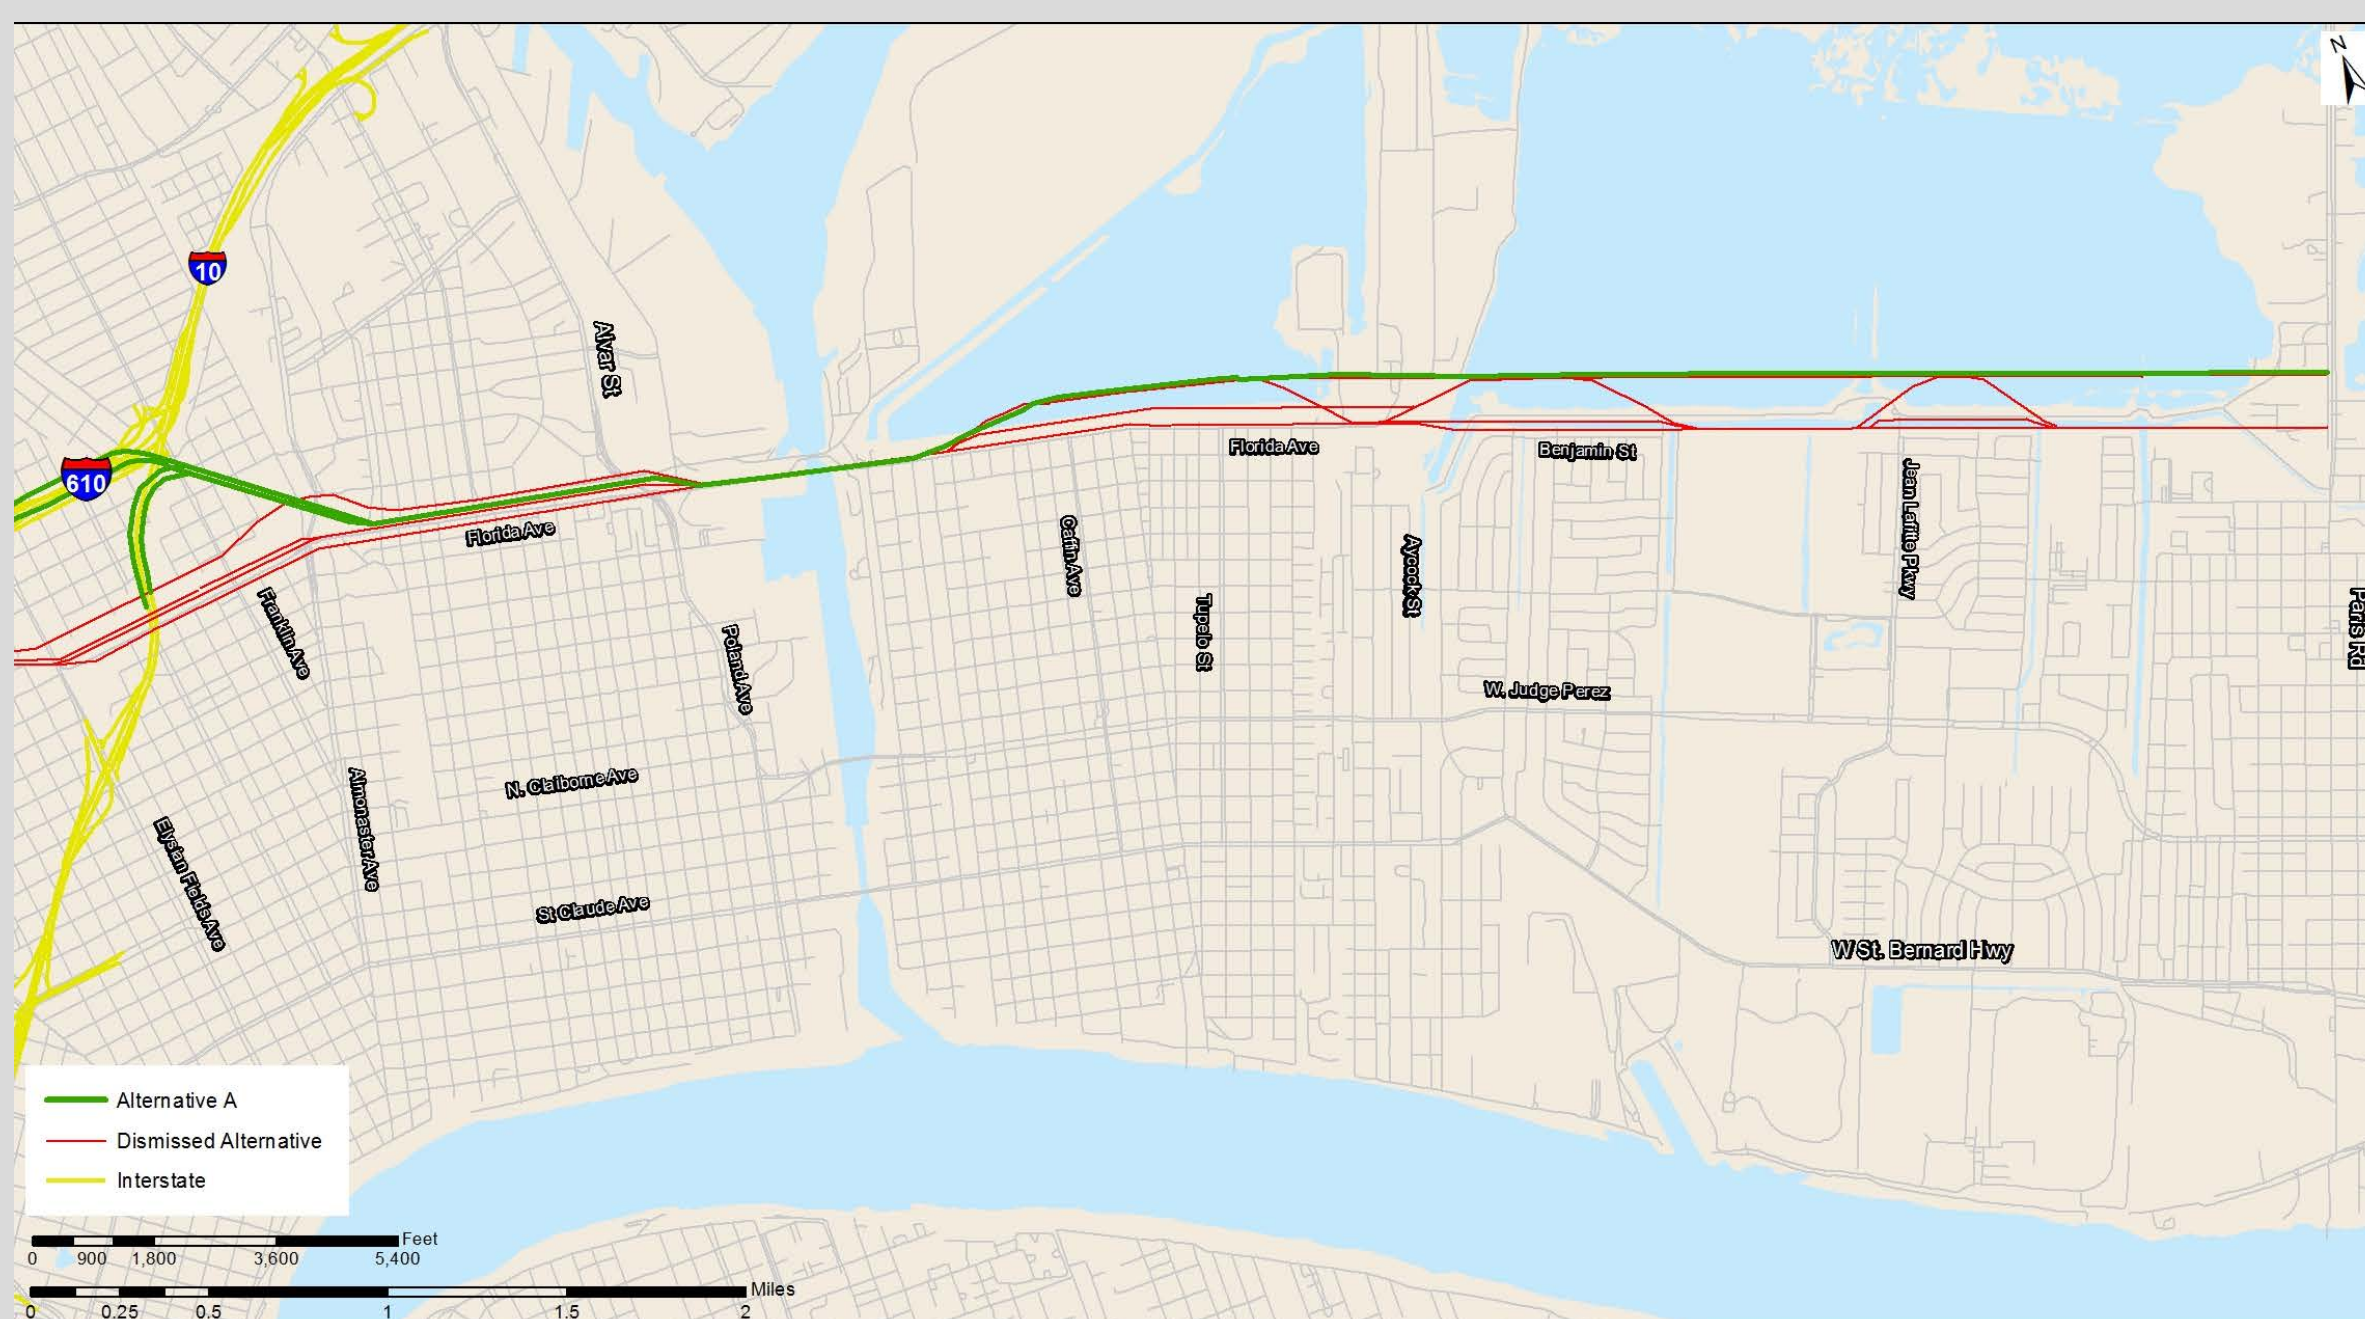 N
10
Alvar St
610
Florida Ave
Benjamin St
Florida Ave
Caffin Ave
Aycock St
Jean Lafitte Pkwy
Franklin Ave
Tupelo St
Paris Rd
Poland Ave
W. Judge Perez
N. Claiborne Ave
Almonaster Ave
Elysian Fields Ave
St Claude Ave
W St. Bernard Hwy
Alternative A
Dismissed Alternative
Interstate
Feet
0 900 1,800 3,600 5,400
Miles
0 0.25 0.5 1 1.5 2